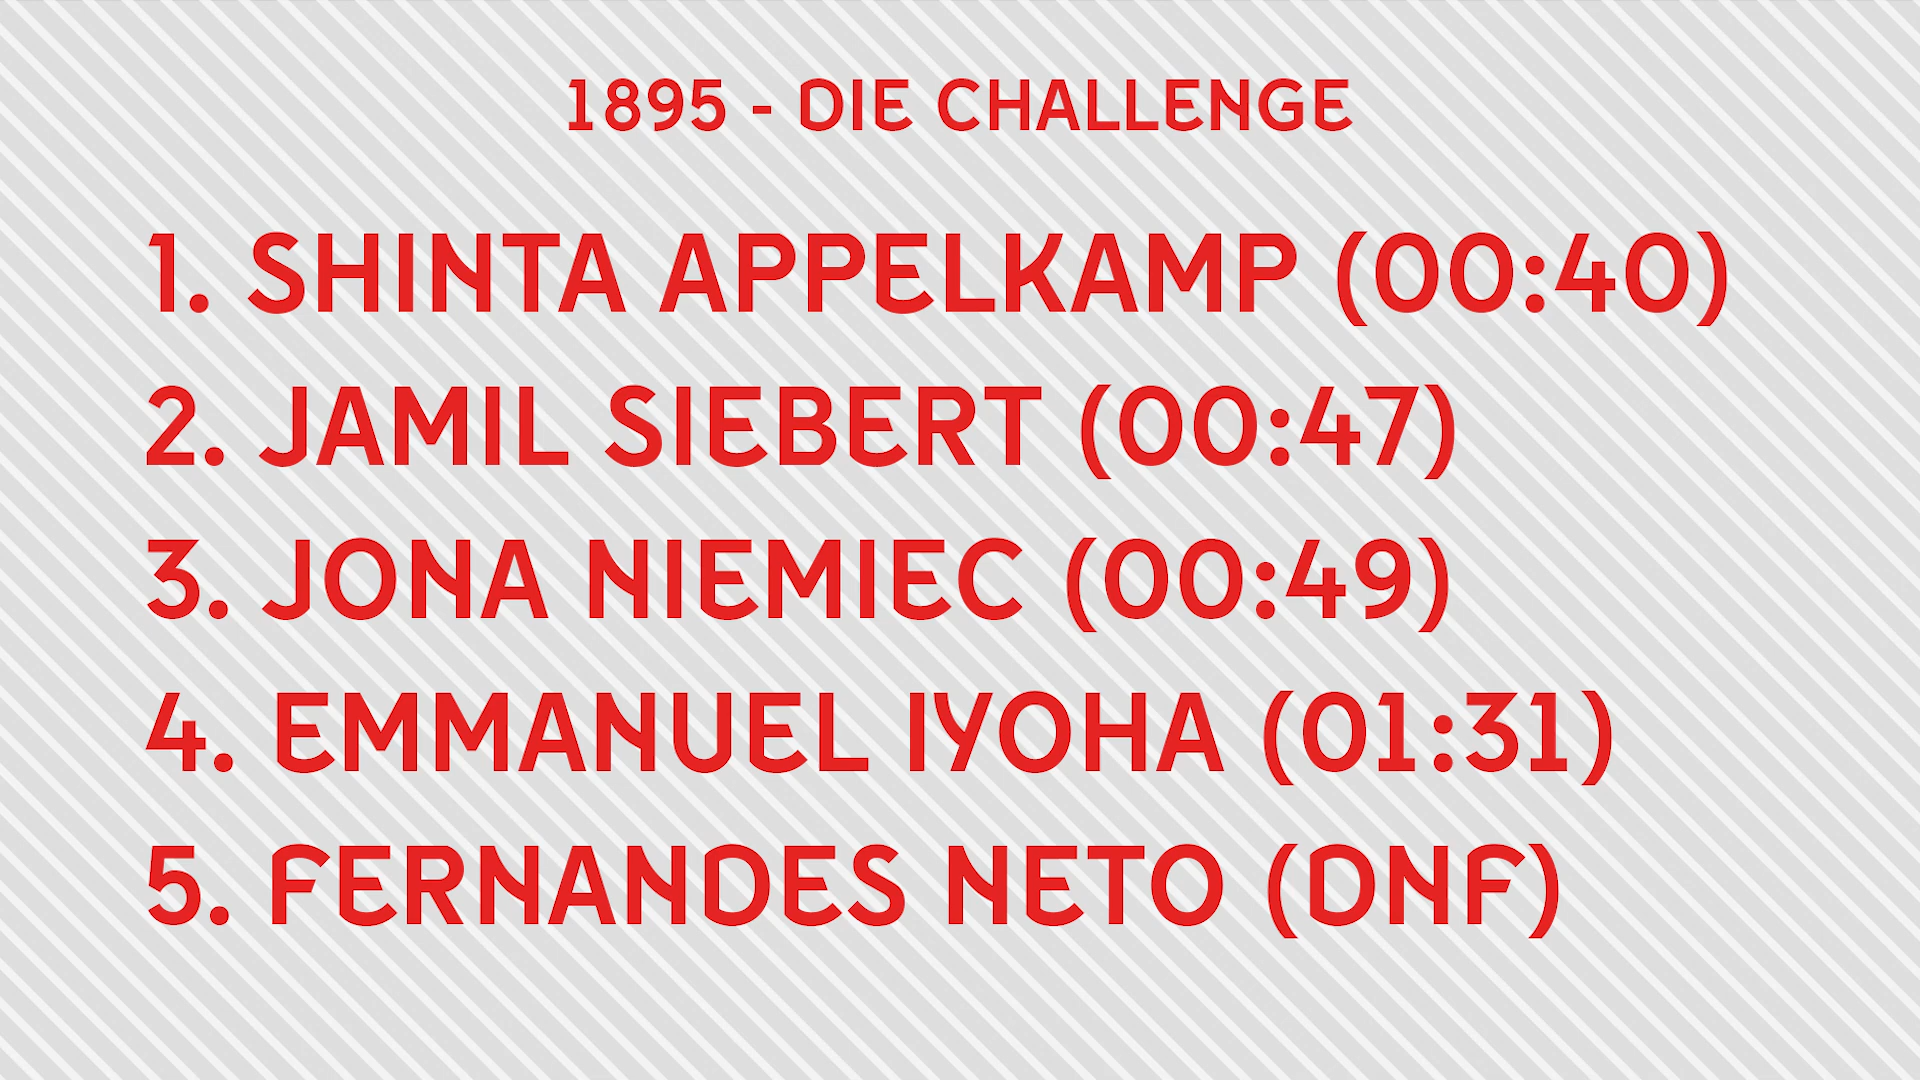 1895 - DIE CHALLENGE
1. SHINTA APPELKAMP (00:40)
2. JAMIL SIEBERT (00:47)
3. JONA NIEMIEC (00:49)
4. EMMANUEL IYOHA (01:31)
5. FERNANDES NETO (DNF)